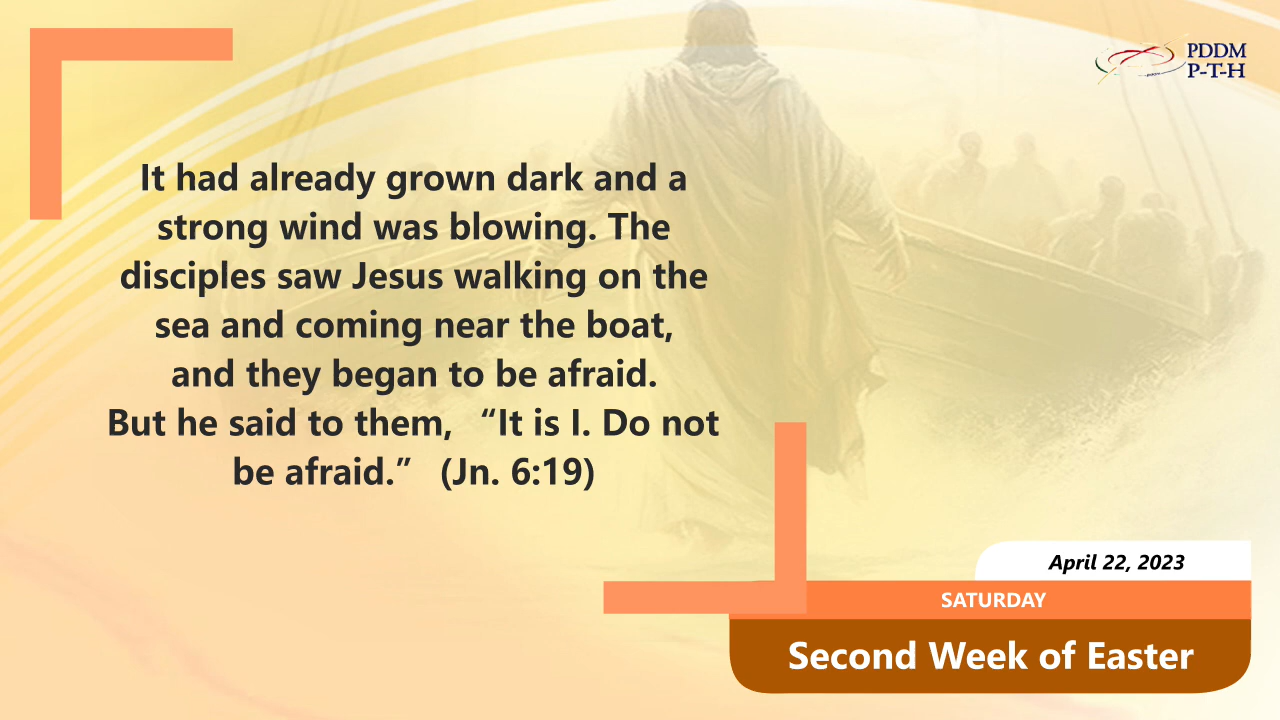 PDDM
P-T-H
It had already grown dark and a
strong wind was blowing. The
disciples saw Jesus walking on the
sea and coming near the boat,
and they began to be afraid.
But he said to them, “It is I. Do not
be afraid.” (Jn. 6:19)
April 22, 2023
SATURDAY
Second Week of Easter